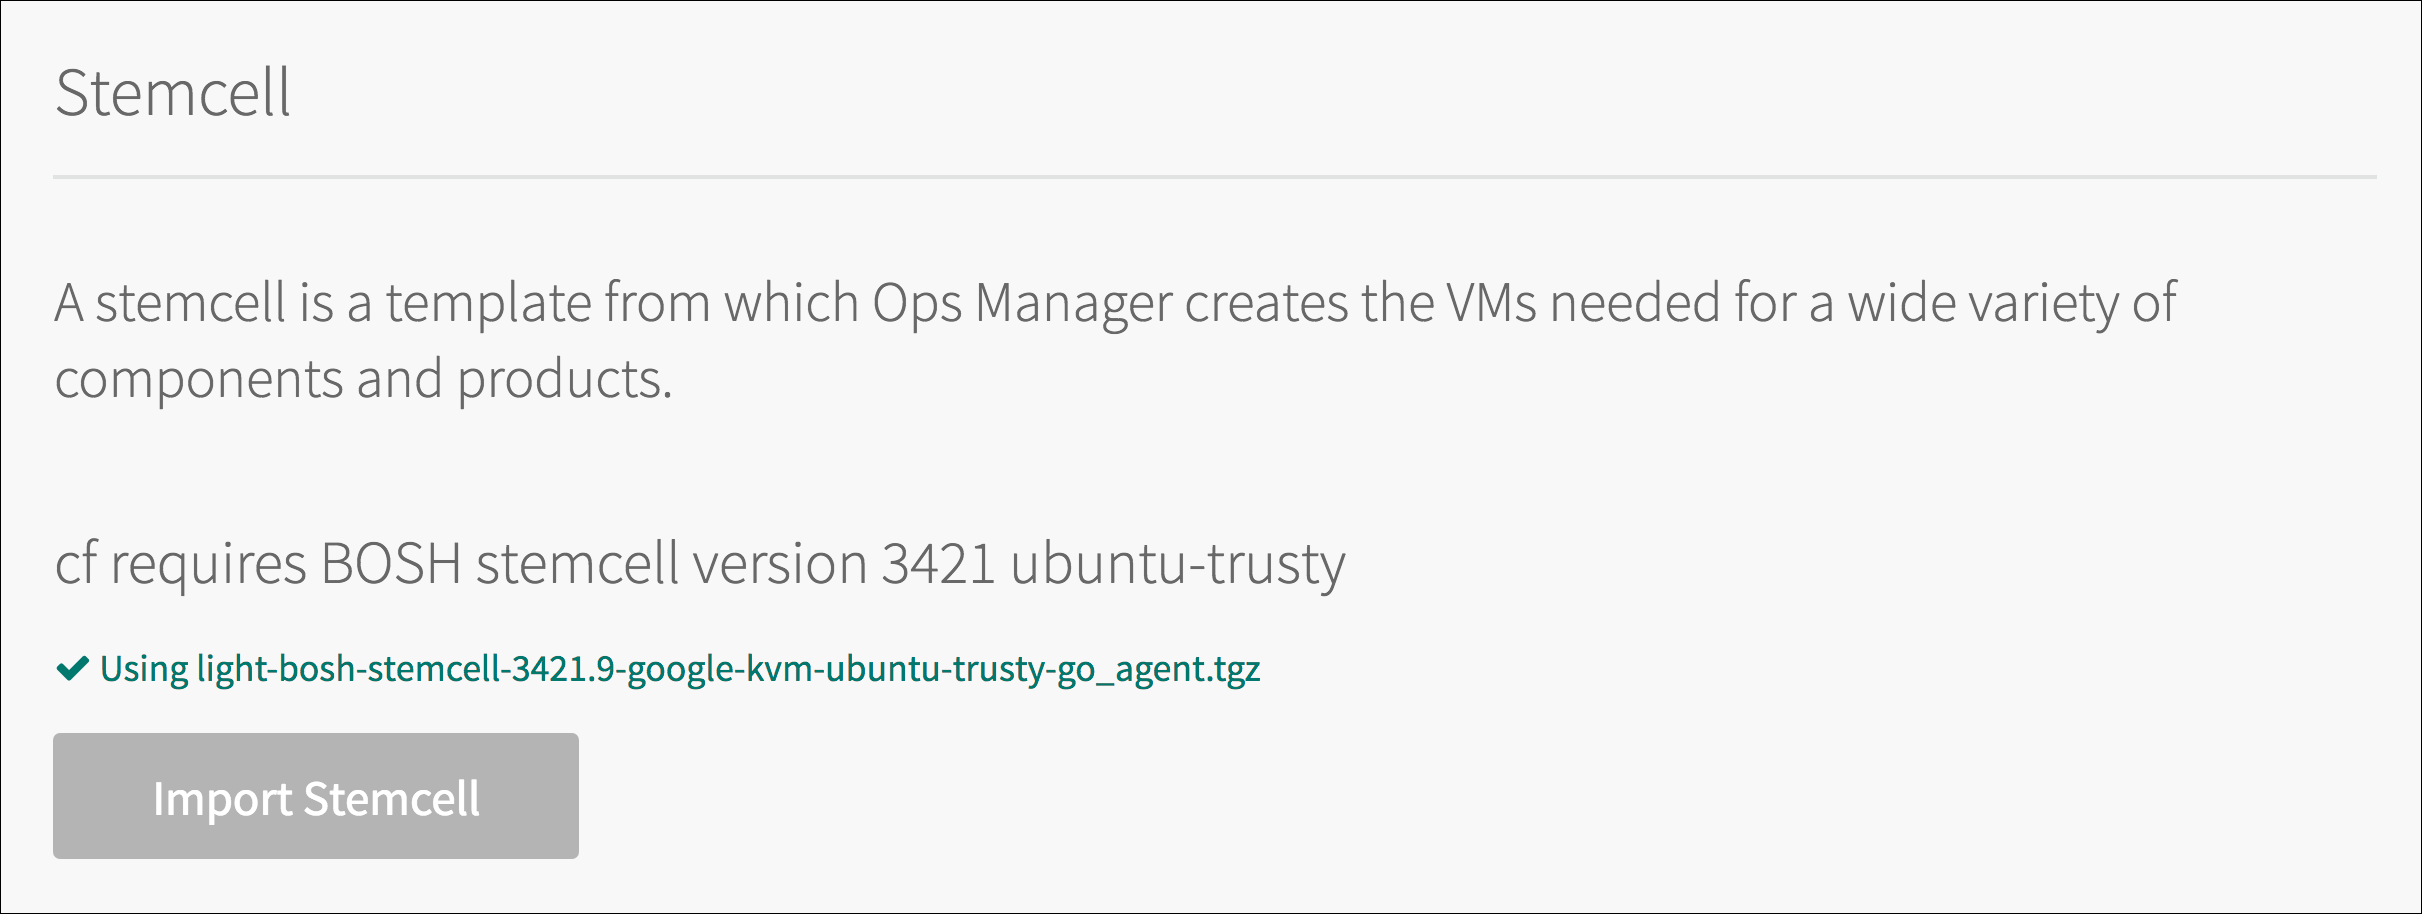 Stemcell
A stemcell is a template from which Ops Manager creates the VMs needed for a wide variety of
components and products.
cf requires BOSH stemcell version 3421 ubuntu-trusty
Using light-bosh-stemcell-3421.9-google-kvm-ubuntu-trusty-go_agent.tgz
Import Stemcell